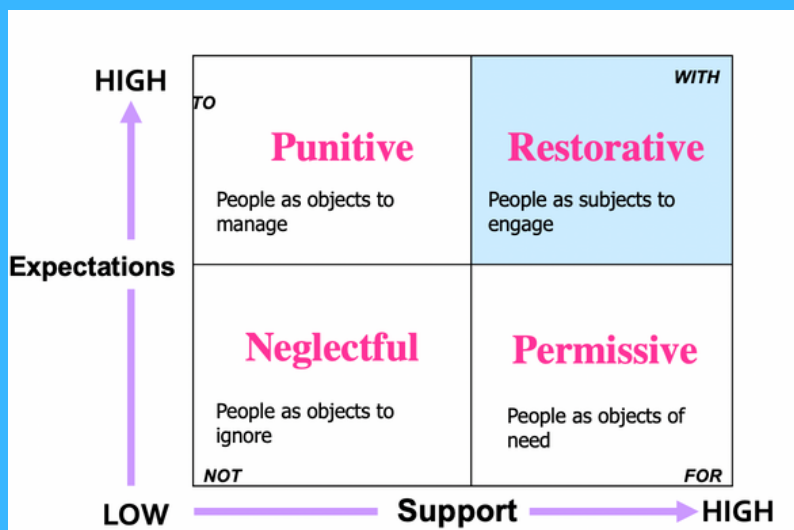 HIGH
TO
WITH
Punitive
People as objects to
manage
Restorative
People as subjects to
engage
Expectations
Neglectful
People as objects to
ignore
NOT
Permissive
People as objects of
need
FOR
LOW
Support
HIGH